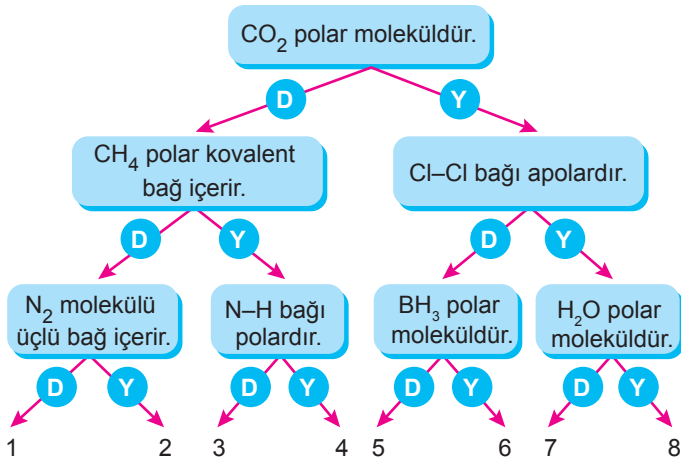 CO2 polar moleküldür.
D Y
CH4 polar kovalent
bağ içerir.
Cl–Cl bağı apolardır.
D Y D Y
N2 molekülü
üçlü bağ içerir.
N–H bağı
polardır.
BH3 polar
moleküldür.
H2O polar
moleküldür.
D Y D Y D Y D Y
1 2 3 4 5 6 7 8